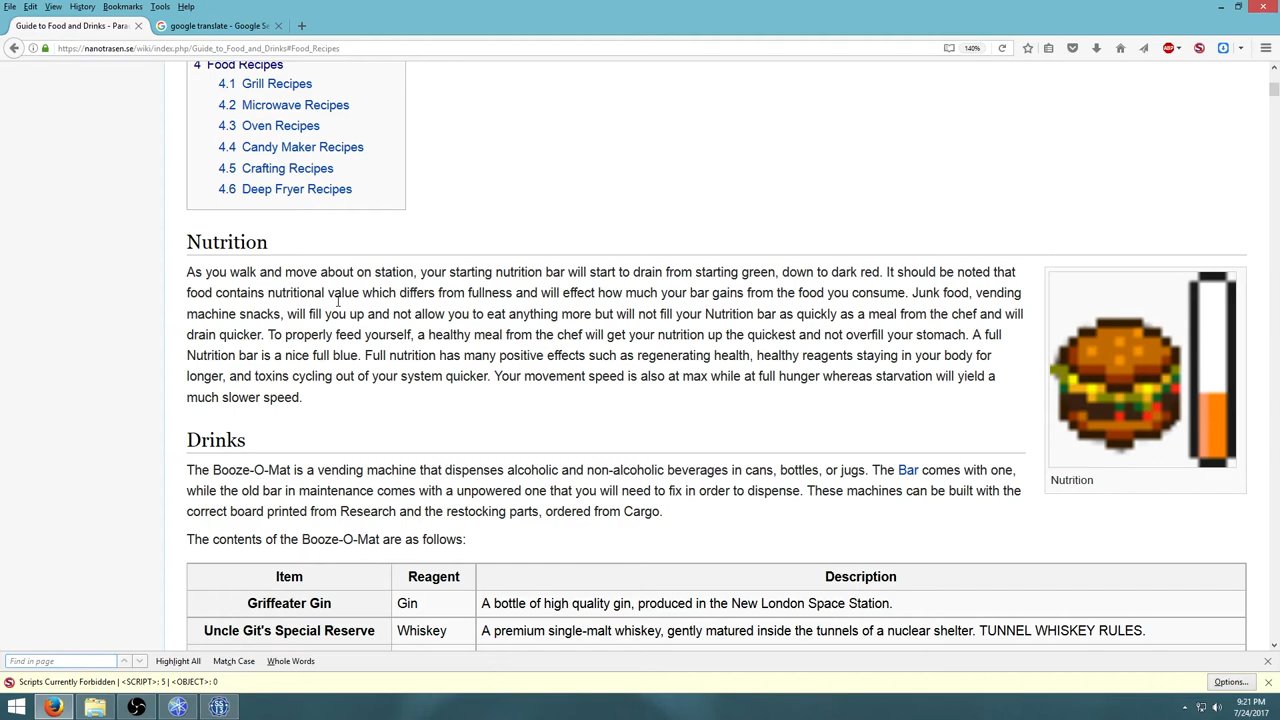 File Edit View History Bookmarks Tools Help
Guide to Food and Drinks - Para
google translate - Google Se
https://nanotrasen.se/wiki/index.php/Guide_to_Food_and_Drinks#Food_Recipes
140%
ABP
4 Food Recipes
4.1 Grill Recipes
4.2 Microwave Recipes
4.3 Oven Recipes
4.4 Candy Maker Recipes
4.5 Crafting Recipes
4.6 Deep Fryer Recipes
Nutrition
As you walk and move about on station, your starting nutrition bar will start to drain from starting green, down to dark red. It should be noted that
food contains nutritional value which differs from fullness and will effect how much your bar gains from the food you consume. Junk food, vending
machine snacks, will fill you up and not allow you to eat anything more but will not fill your Nutrition bar as quickly as a meal from the chef and will
drain quicker. To properly feed yourself, a healthy meal from the chef will get your nutrition up the quickest and not overfill your stomach. A full
Nutrition bar is a nice full blue. Full nutrition has many positive effects such as regenerating health, healthy reagents staying in your body for
longer, and toxins cycling out of your system quicker. Your movement speed is also at max while at full hunger whereas starvation will yield a
much slower speed.
Nutrition
Drinks
The Booze-O-Mat is a vending machine that dispenses alcoholic and non-alcoholic beverages in cans, bottles, or jugs. The Bar comes with one,
while the old bar in maintenance comes with a unpowered one that you will need to fix in order to dispense. These machines can be built with the
correct board printed from Research and the restocking parts, ordered from Cargo.
The contents of the Booze-O-Mat are as follows:
Item Reagent Description
Griffeater Gin Gin A bottle of high quality gin, produced in the New London Space Station.
Uncle Git's Special Reserve Whiskey A premium single-malt whiskey, gently matured inside the tunnels of a nuclear shelter. TUNNEL WHISKEY RULES.
Find in page Highlight All Match Case Whole Words
Scripts Currently Forbidden | <SCRIPT>: 5 | <OBJECT>: 0 Options...
9:21 PM
7/24/2017